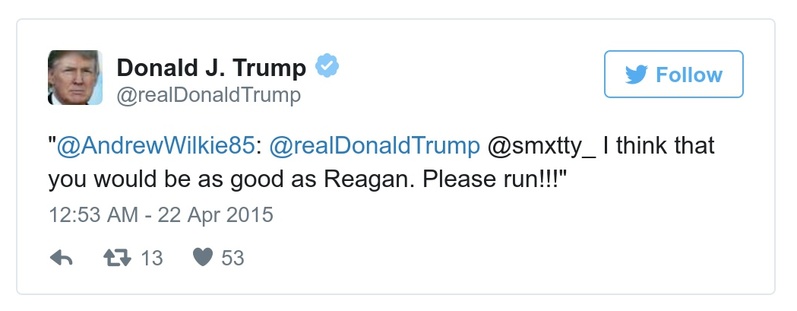 Donald J. Trump
@realDonaldTrump
Follow
"@AndrewWilkie85: @realDonaldTrump @smxtty_ I think that
you would be as good as Reagan. Please run!!!"
12:53 AM - 22 Apr 2015
13 53